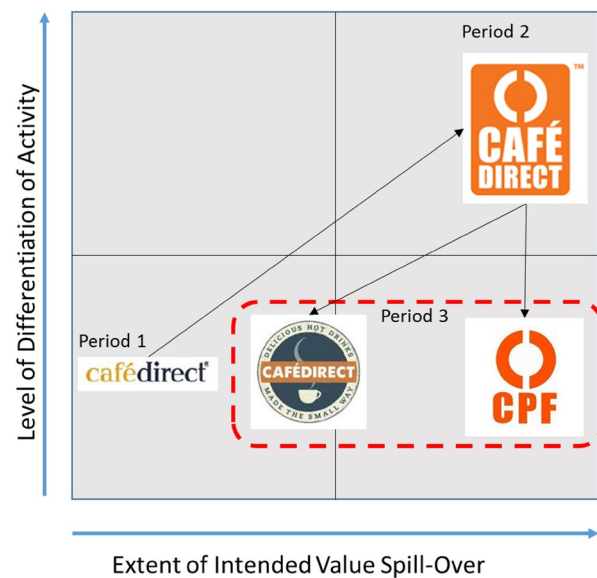 Level of Differentiation of Activity
Period 2
CAFÉ
DIRECT
TM
Period 1
cafédirect®
Period 3
DELICIOUS HOT DRINKS
CAFÉDIRECT
MADE THE SMALL WAY
CPF
Extent of Intended Value Spill-Over